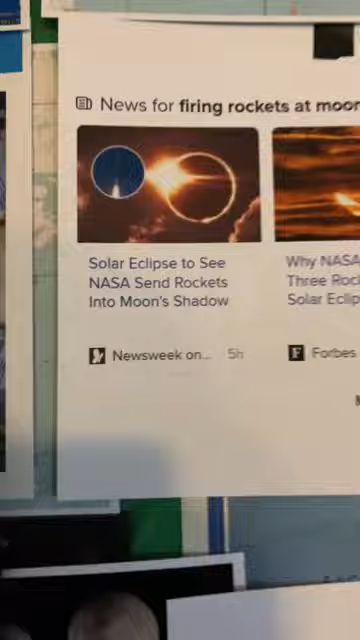 News for firing rockets at moon
Solar Eclipse to See
NASA Send Rockets
Into Moon's Shadow
Newsweek on... 5h
Why NASA
Three Roc
Solar Eclip
Forbes